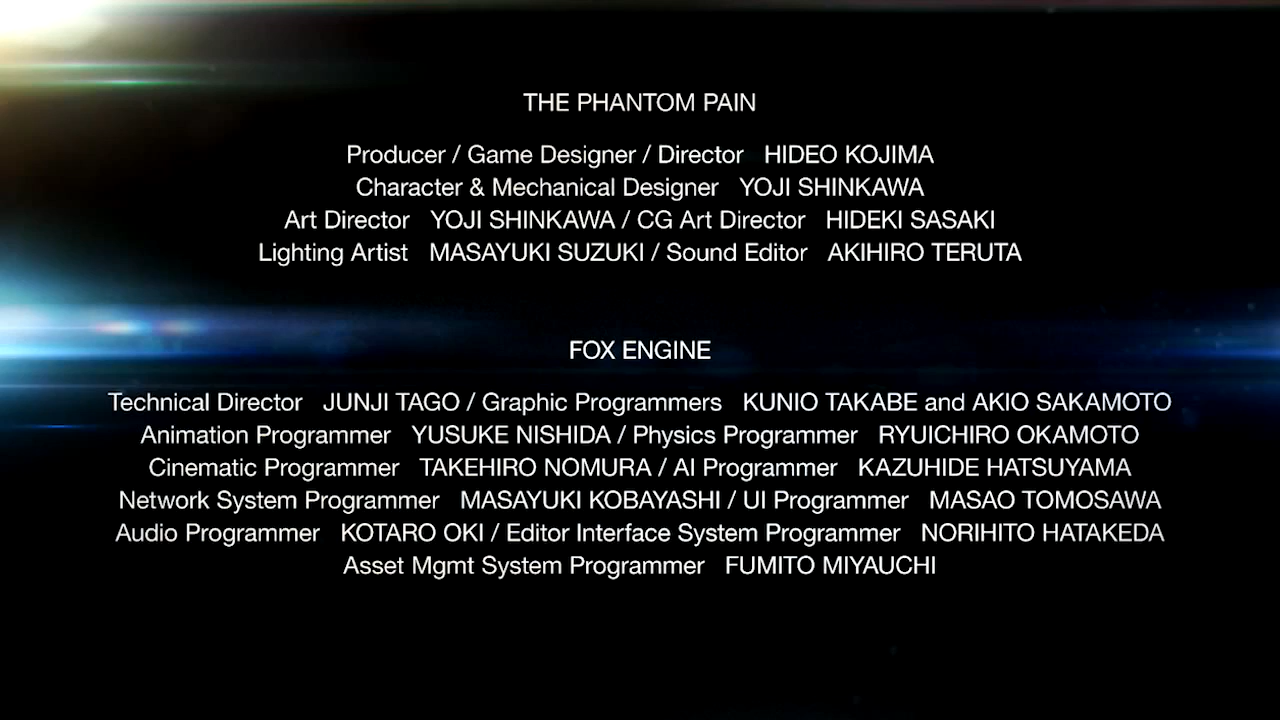 THE PHANTOM PAIN
Producer / Game Designer / Director HIDEO KOJIMA
Character & Mechanical Designer YOJI SHINKAWA
Art Director YOJI SHINKAWA / CG Art Director HIDEKI SASAKI
Lighting Artist MASAYUKI SUZUKI / Sound Editor AKIHIRO TERUTA
FOX ENGINE
Technical Director JUNJI TAGO / Graphic Programmers KUNIO TAKABE and AKIO SAKAMOTO
Animation Programmer YUSUKE NISHIDA / Physics Programmer RYUICHIRO OKAMOTO
Cinematic Programmer TAKEHIRO NOMURA / AI Programmer KAZUHIDE HATSUYAMA
Network System Programmer MASAYUKI KOBAYASHI / UI Programmer MASAO TOMOSAWA
Audio Programmer KOTARO OKI / Editor Interface System Programmer NORIHITO HATAKEDA
Asset Mgmt System Programmer FUMITO MIYAUCHI